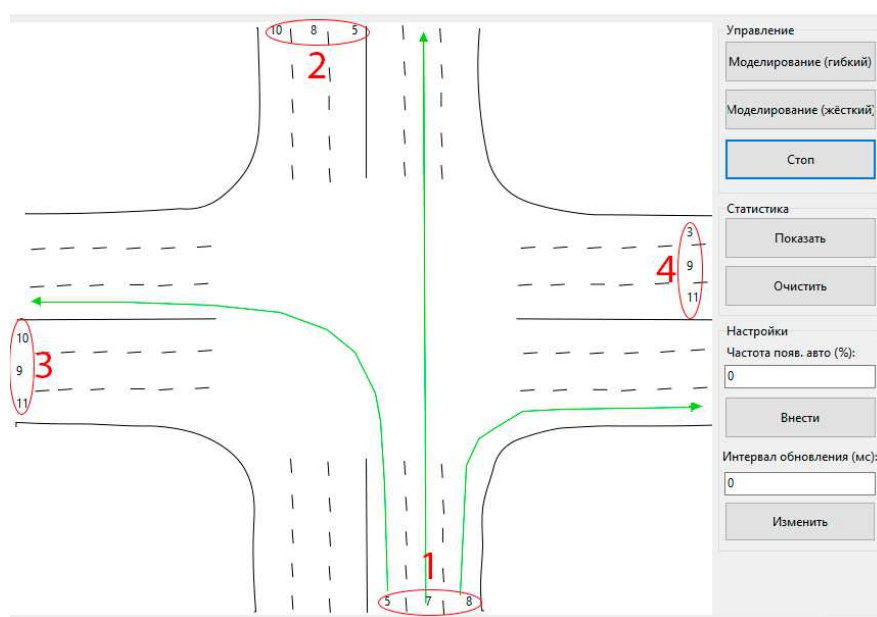 10 8 5
2
3
4
9
11
10
3
9
11
1
5 7 8
Управление
Моделирование (гибкий)
Моделирование (жёсткий)
Стоп
Статистика
Показать
Очистить
Настройки
Частота появ. авто (%):
0
Внести
Интервал обновления (мс):
0
Изменить